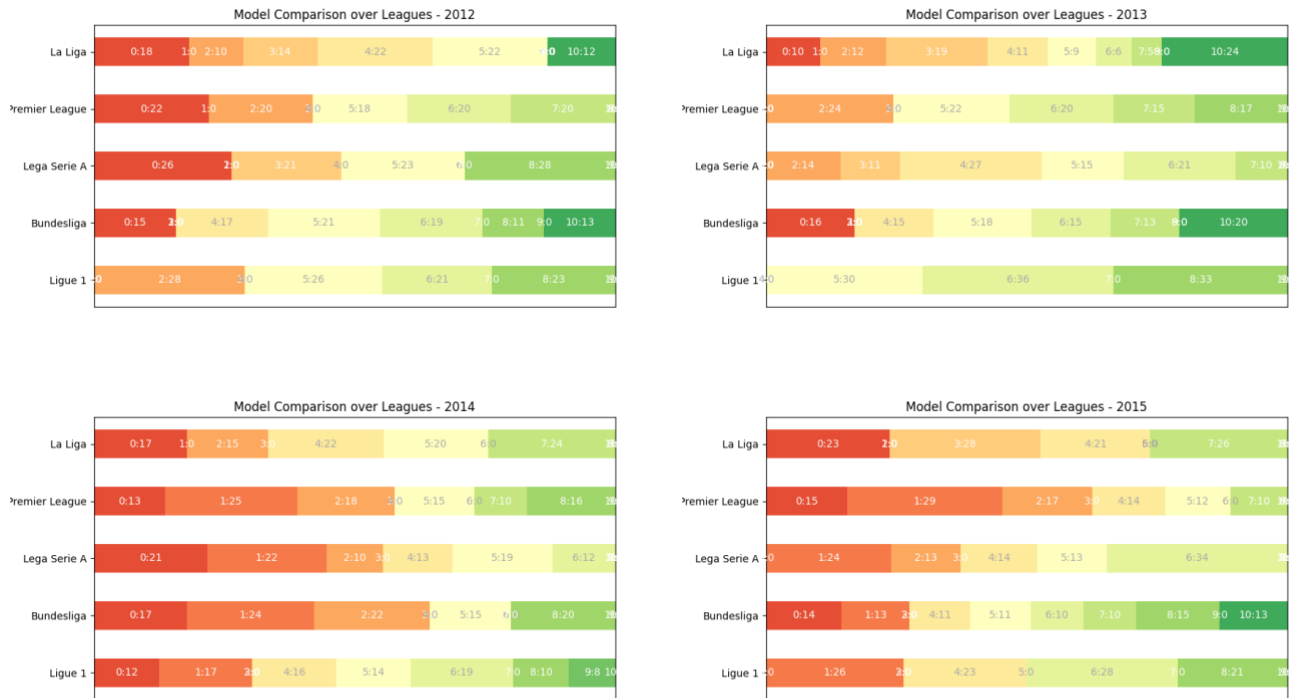 Model Comparison over Leagues - 2012
La Liga 0:18 1:0 2:10 3:14 4:22 5:22 10:12
Premier League 0:22 1:0 2:20 5:18 6:20 7:20
Lega Serie A 0:26 3:21 4:0 5:23 6:0 8:28
Bundesliga 0:15 4:17 5:21 6:19 7:0 8:11 9:0 10:13
Ligue 1 2:28 5:26 6:21 7:0 8:23
Model Comparison over Leagues - 2013
La Liga 0:10 1:0 2:12 3:19 4:11 5:9 6:6 7:5 10:24
Premier League 2:24 5:22 6:20 7:15 8:17
Lega Serie A 2:14 3:11 4:27 5:15 6:21 7:10
Bundesliga 0:16 4:15 5:18 6:15 7:13 10:20
Ligue 1 5:30 6:36 7:0 8:33
Model Comparison over Leagues - 2014
La Liga 0:17 1:0 2:15 3:0 4:22 5:20 6:0 7:24
Premier League 0:13 1:25 2:18 5:15 6:0 7:10 8:16
Lega Serie A 0:21 1:22 2:10 3:0 4:13 5:19 6:12
Bundesliga 0:17 1:24 2:22 5:15 8:20
Ligue 1 0:12 1:17 4:16 5:14 6:19 7:0 8:10 9:8 10
Model Comparison over Leagues - 2015
La Liga 0:23 3:28 4:21 7:26
Premier League 0:15 1:29 2:17 3:0 4:14 5:12 6:0 7:10
Lega Serie A 1:24 2:13 3:0 4:14 5:13 6:34
Bundesliga 0:14 1:13 4:11 5:11 6:10 7:10 8:15 9:0 10:13
Ligue 1 1:26 4:23 5:0 6:28 7:0 8:21